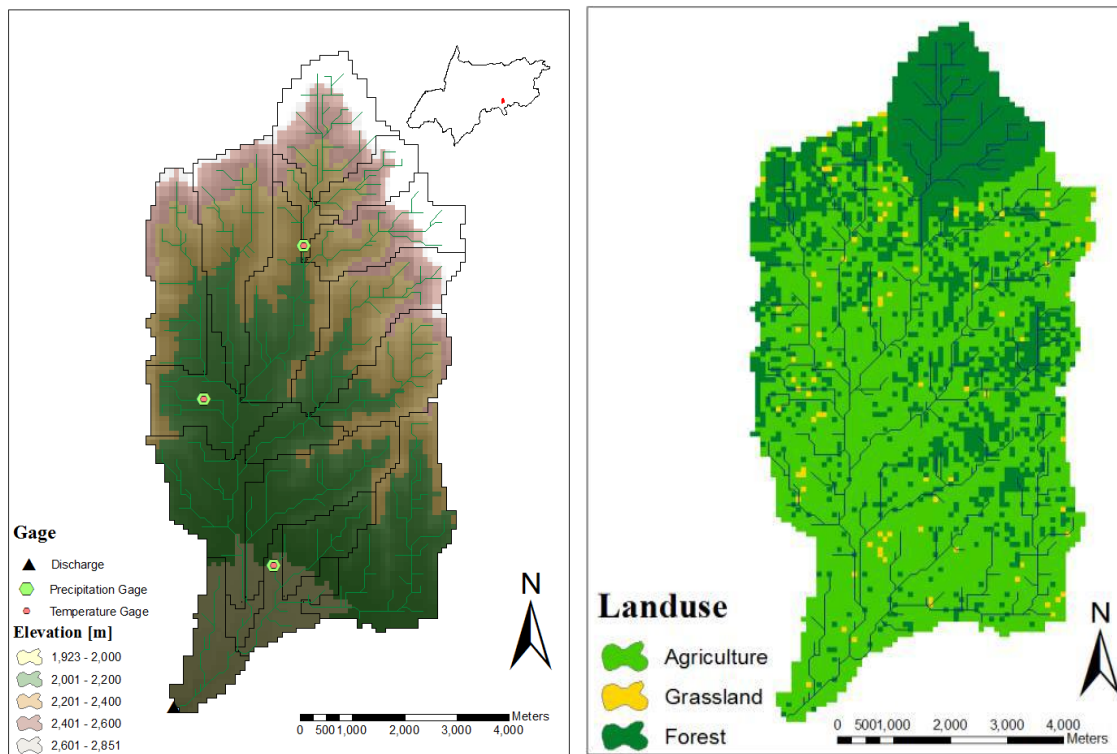 Gage
Discharge
Precipitation Gage
Temperature Gage
Elevation [m]
1,923 - 2,000
2,001 - 2,200
2,201 - 2,400
2,401 - 2,600
2,601 - 2,851
N
0 5001,000 2,000 3,000 4,000 Meters
Landuse
Agriculture
Grassland
Forest
N
0 5001,000 2,000 3,000 4,000 Meters